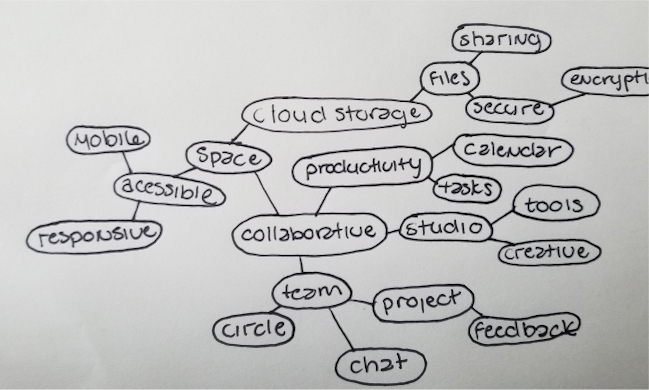 sharing
files
encrypti
secure
cloud storage
Mobile
space
calendar
productivity
acessible
tasks
tools
responsive
collaborative
studio
creative
team
project
circle
feedback
chat